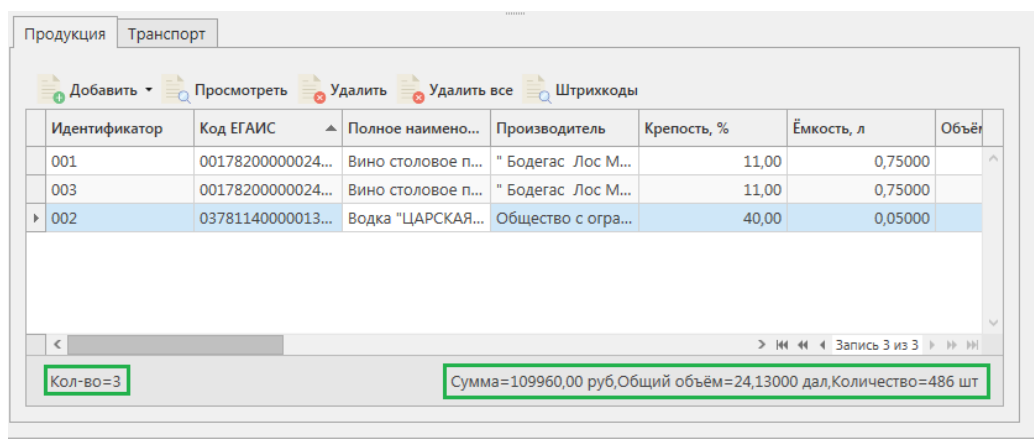 Продукция Транспорт
Добавить Просмотреть Удалить Удалить все Штрихкоды
Идентификатор Код ЕГАИС Полное наимено... Производитель Крепость, % Ёмкость, л Объё
001 00178200000024... Вино столовое п... " Бодегас Лос М... 11,00 0,75000
003 00178200000024... Вино столовое п... " Бодегас Лос М... 11,00 0,75000
002 03781140000013... Водка "ЦАРСКАЯ... Общество с огра... 40,00 0,05000
Запись 3 из 3
Кол-во=3 Сумма=109960,00 руб,Общий объём=24,13000 дал,Количество=486 шт